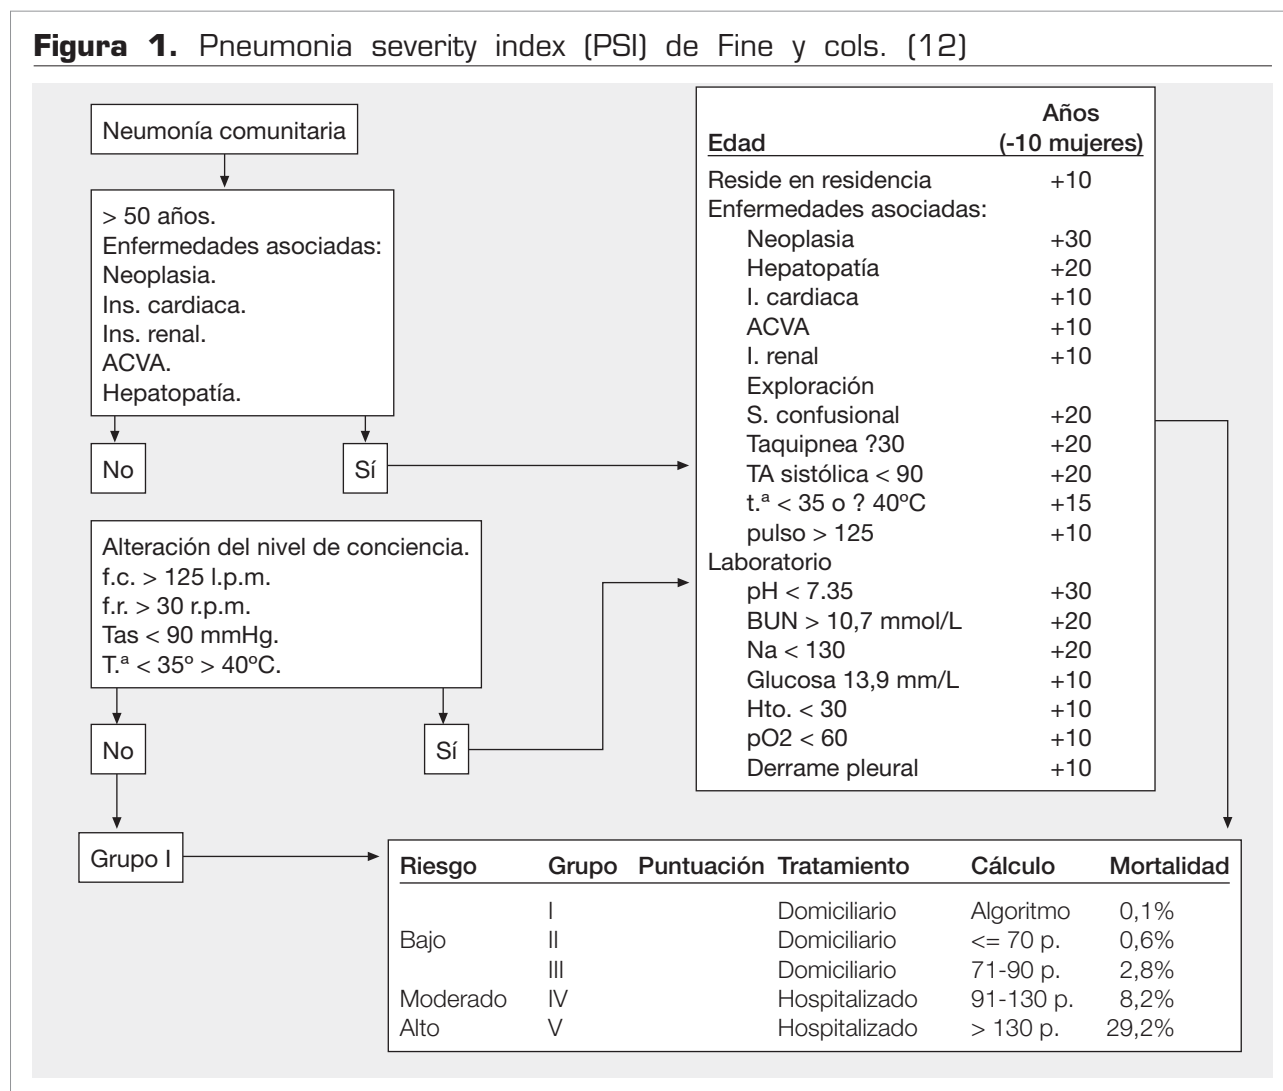 Figura 1. Pneumonia severity index (PSI) de Fine y cols. (12)
Neumonía comunitaria
> 50 años.
Enfermedades asociadas:
Neoplasia.
Ins. cardiaca.
Ins. renal.
ACVA.
Hepatopatía.
No
Sí
Alteración del nivel de conciencia.
f.c. > 125 l.p.m.
f.r. > 30 r.p.m.
Tas < 90 mmHg.
T.ª < 35º > 40ºC.
No
Sí
Grupo I
Años
Edad (-10 mujeres)
Reside en residencia +10
Enfermedades asociadas:
Neoplasia +30
Hepatopatía +20
I. cardiaca +10
ACVA +10
I. renal +10
Exploración
S. confusional +20
Taquipnea ?30 +20
TA sistólica < 90 +20
t.ª < 35 o ? 40ºC +15
pulso > 125 +10
Laboratorio
pH < 7.35 +30
BUN > 10,7 mmol/L +20
Na < 130 +20
Glucosa 13,9 mm/L +10
Hto. < 30 +10
pO2 < 60 +10
Derrame pleural +10
Riesgo Grupo Puntuación Tratamiento Cálculo Mortalidad
I Domiciliario Algoritmo 0,1%
Bajo II Domiciliario <= 70 p. 0,6%
III Domiciliario 71-90 p. 2,8%
Moderado IV Hospitalizado 91-130 p. 8,2%
Alto V Hospitalizado > 130 p. 29,2%